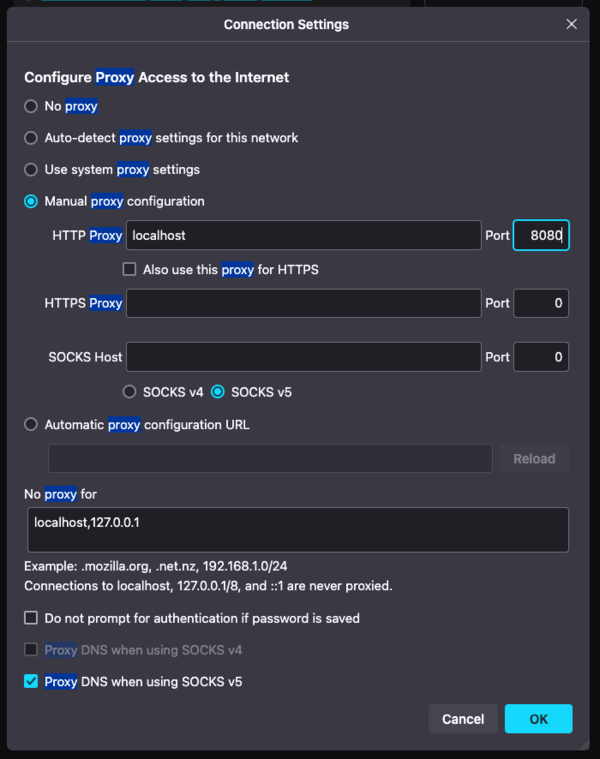 Connection Settings
Configure Proxy Access to the Internet
No proxy
Auto-detect proxy settings for this network
Use system proxy settings
Manual proxy configuration
HTTP Proxy localhost Port 8080
Also use this proxy for HTTPS
HTTPS Proxy Port 0
SOCKS Host Port 0
SOCKS v4 SOCKS v5
Automatic proxy configuration URL
Reload
No proxy for
localhost,127.0.0.1
Example: .mozilla.org, .net.nz, 192.168.1.0/24
Connections to localhost, 127.0.0.1/8, and ::1 are never proxied.
Do not prompt for authentication if password is saved
Proxy DNS when using SOCKS v4
Proxy DNS when using SOCKS v5
Cancel OK